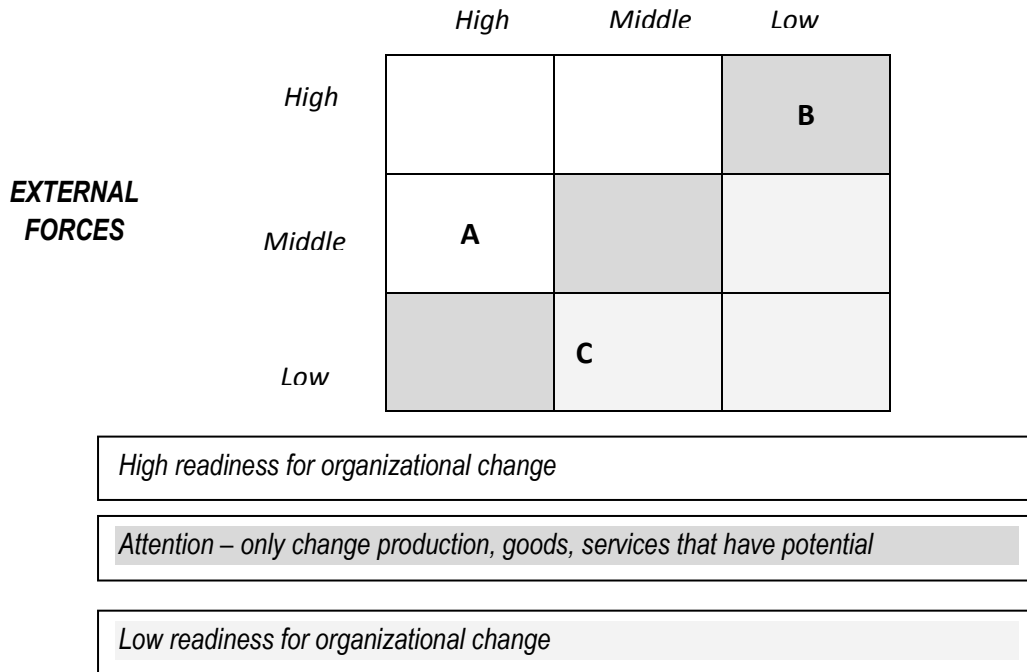 High Middle Low
High
B
EXTERNAL
FORCES
Middle
A
C
Low
High readiness for organizational change
Attention – only change production, goods, services that have potential
Low readiness for organizational change